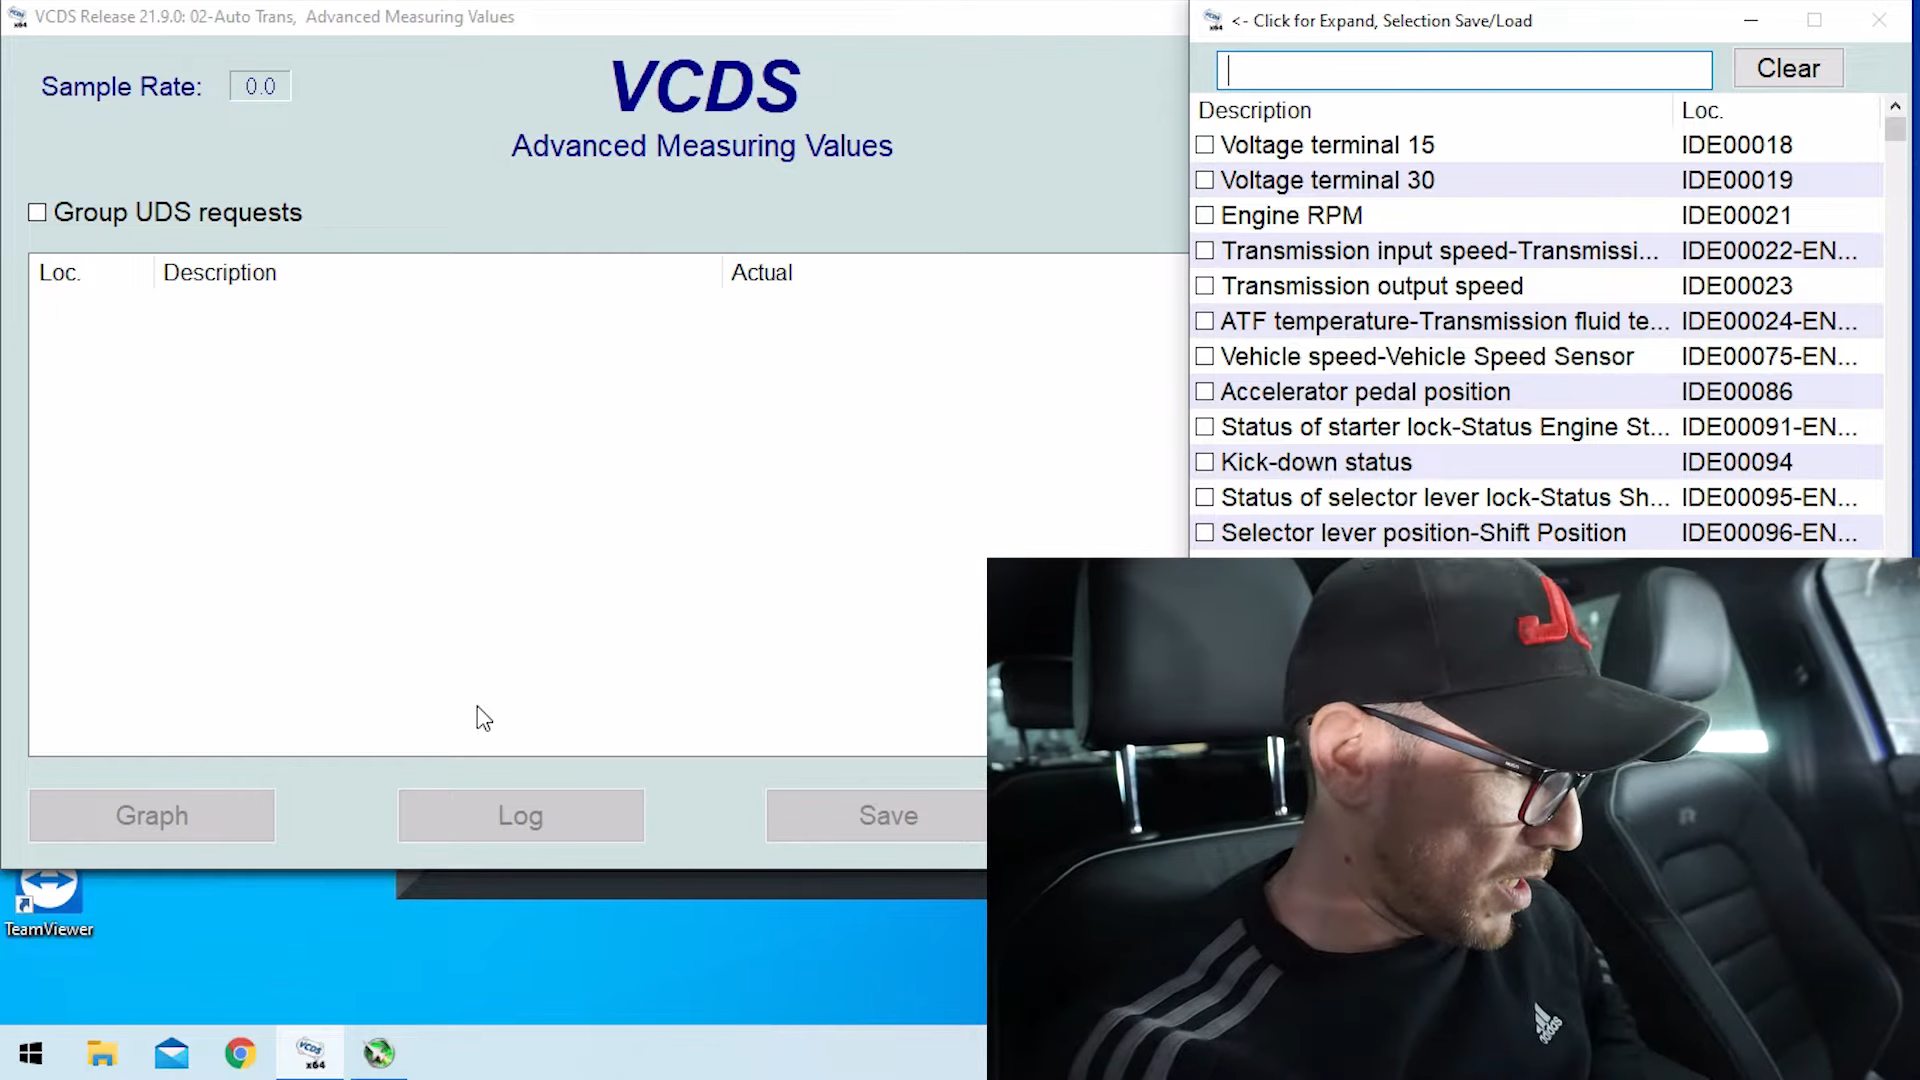 VCDS Release 21.9.0: 02-Auto Trans, Advanced Measuring Values
Sample Rate: 0.0
VCDS
Advanced Measuring Values
Group UDS requests
Loc. Description Actual
Graph Log Save
TeamViewer
VCDS
x64
<- Click for Expand, Selection Save/Load
Clear
Description Loc.
Voltage terminal 15 IDE00018
Voltage terminal 30 IDE00019
Engine RPM IDE00021
Transmission input speed-Transmissi... IDE00022-EN...
Transmission output speed IDE00023
ATF temperature-Transmission fluid te... IDE00024-EN...
Vehicle speed-Vehicle Speed Sensor IDE00075-EN...
Accelerator pedal position IDE00086
Status of starter lock-Status Engine St... IDE00091-EN...
Kick-down status IDE00094
Status of selector lever lock-Status Sh... IDE00095-EN...
Selector lever position-Shift Position IDE00096-EN...
adidas